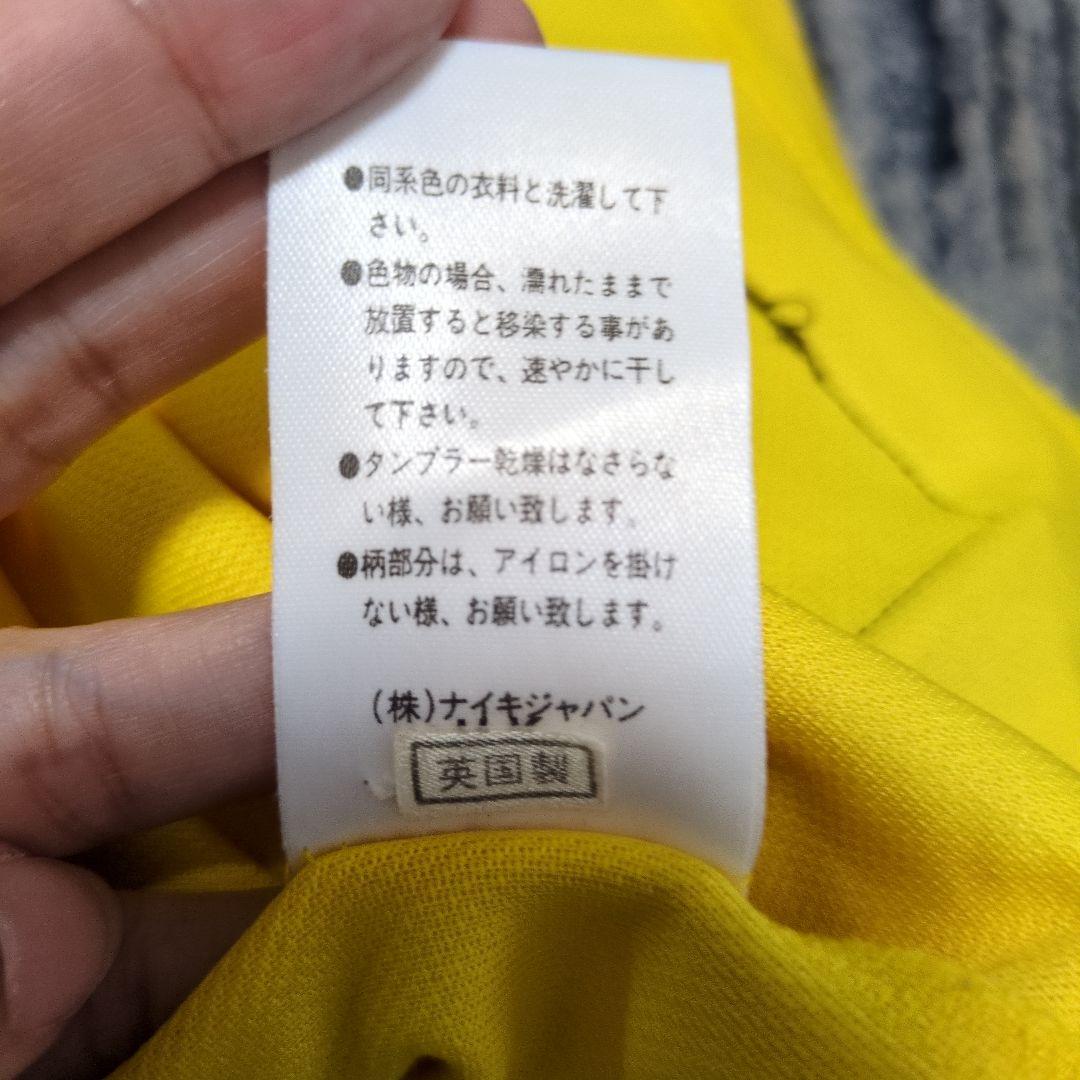 ●同系色の衣料と洗濯して下
さい。
●色物の場合、濡れたままで
放置すると移染する事があ
りますので、速やかに干し
て下さい。
●タンブラー乾燥はなさらな
い様、お願い致します。
●柄部分は、アイロンを掛け
ない様、お願い致します。
(株)ナイキジャパン
英国製